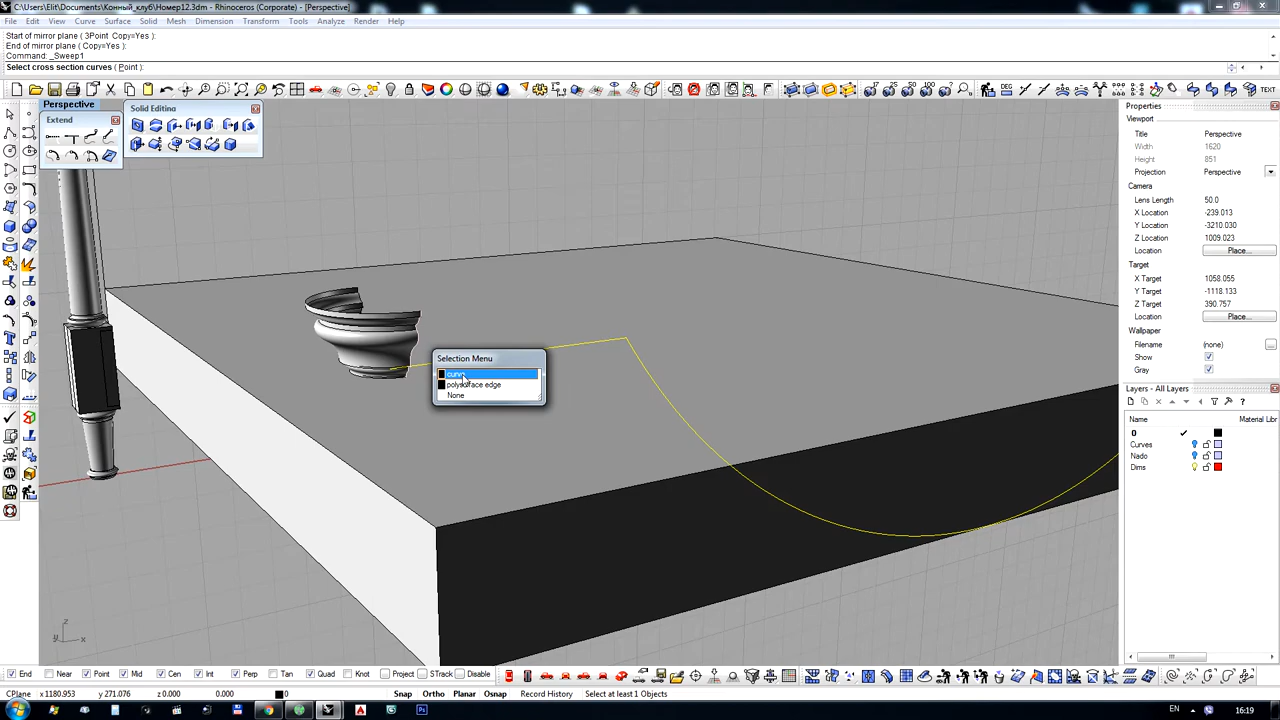 C:\Users\Elit\Documents\Конный_клуб\Номер12.3dm - Rhinoceros (Corporate) - [Perspective]
File Edit View Curve Surface Solid Mesh Dimension Transform Tools Analyze Render Help
Start of mirror plane ( 3Point Copy=Yes ):
End of mirror plane ( Copy=Yes ):
Command: _Sweep1
Select cross section curves ( Point ):
Perspective
Extend
Solid Editing
TEXT
Properties
Viewport
Title Perspective
Width 1620
Height 851
Projection Perspective
Camera
Lens Length 50.0
X Location -239.013
Y Location -3210.030
Z Location 1009.023
Location Place...
Target
X Target 1058.055
Y Target -1118.133
Z Target 390.757
Location Place...
Wallpaper
Filename (none) ...
Show
Gray
Layers - All Layers
Name Material Libr
0
Curves
Nado
Dims
Selection Menu
curve
polysurface edge
None
z
y x
End Near Point Mid Cen Int Perp Tan Quad Knot Project STrack Disable
CPlane x 1180.953 y 271.076 z 0.000 0.000 0 Snap Ortho Planar Osnap Record History Select at least 1 Objects
EN 16:19